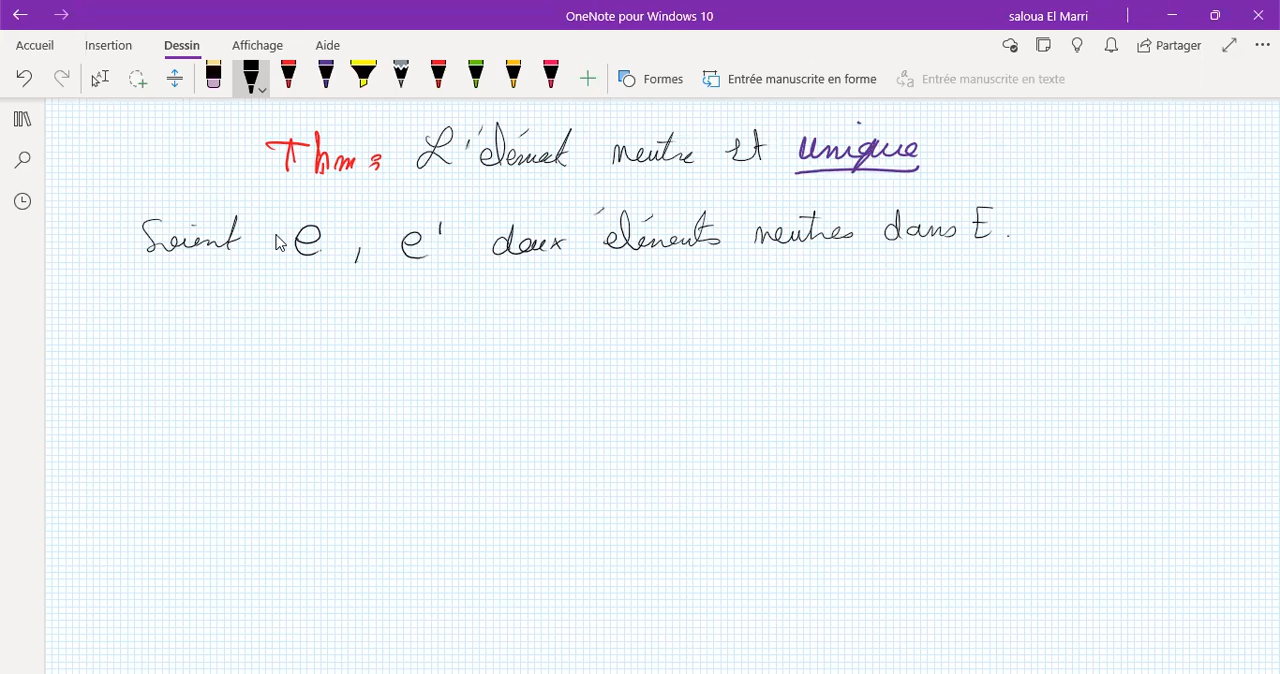 OneNote pour Windows 10
saloua El Marri
Accueil Insertion Dessin Affichage Aide
Partager
Formes Entrée manuscrite en forme Entrée manuscrite en texte
Thm : L'élémet neutre est unique
Soient e, e' deux éléments neutres dans E.